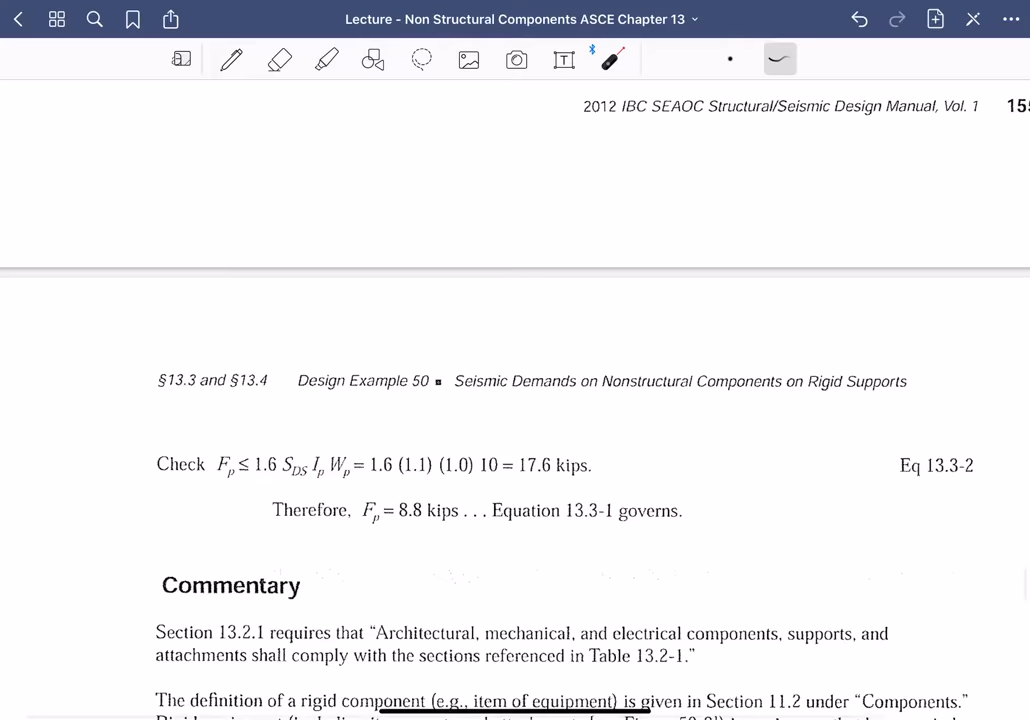 Lecture - Non Structural Components ASCE Chapter 13
2012 IBC SEAOC Structural/Seismic Design Manual, Vol. 1
§13.3 and §13.4 Design Example 50 ■ Seismic Demands on Nonstructural Components on Rigid Supports
Check Fp ≤ 1.6 SDS Ip Wp = 1.6 (1.1) (1.0) 10 = 17.6 kips. Eq 13.3-2
Therefore, Fp = 8.8 kips . . . Equation 13.3-1 governs.
Commentary
Section 13.2.1 requires that “Architectural, mechanical, and electrical components, supports, and
attachments shall comply with the sections referenced in Table 13.2-1.”
The definition of a rigid component (e.g., item of equipment) is given in Section 11.2 under “Components.”